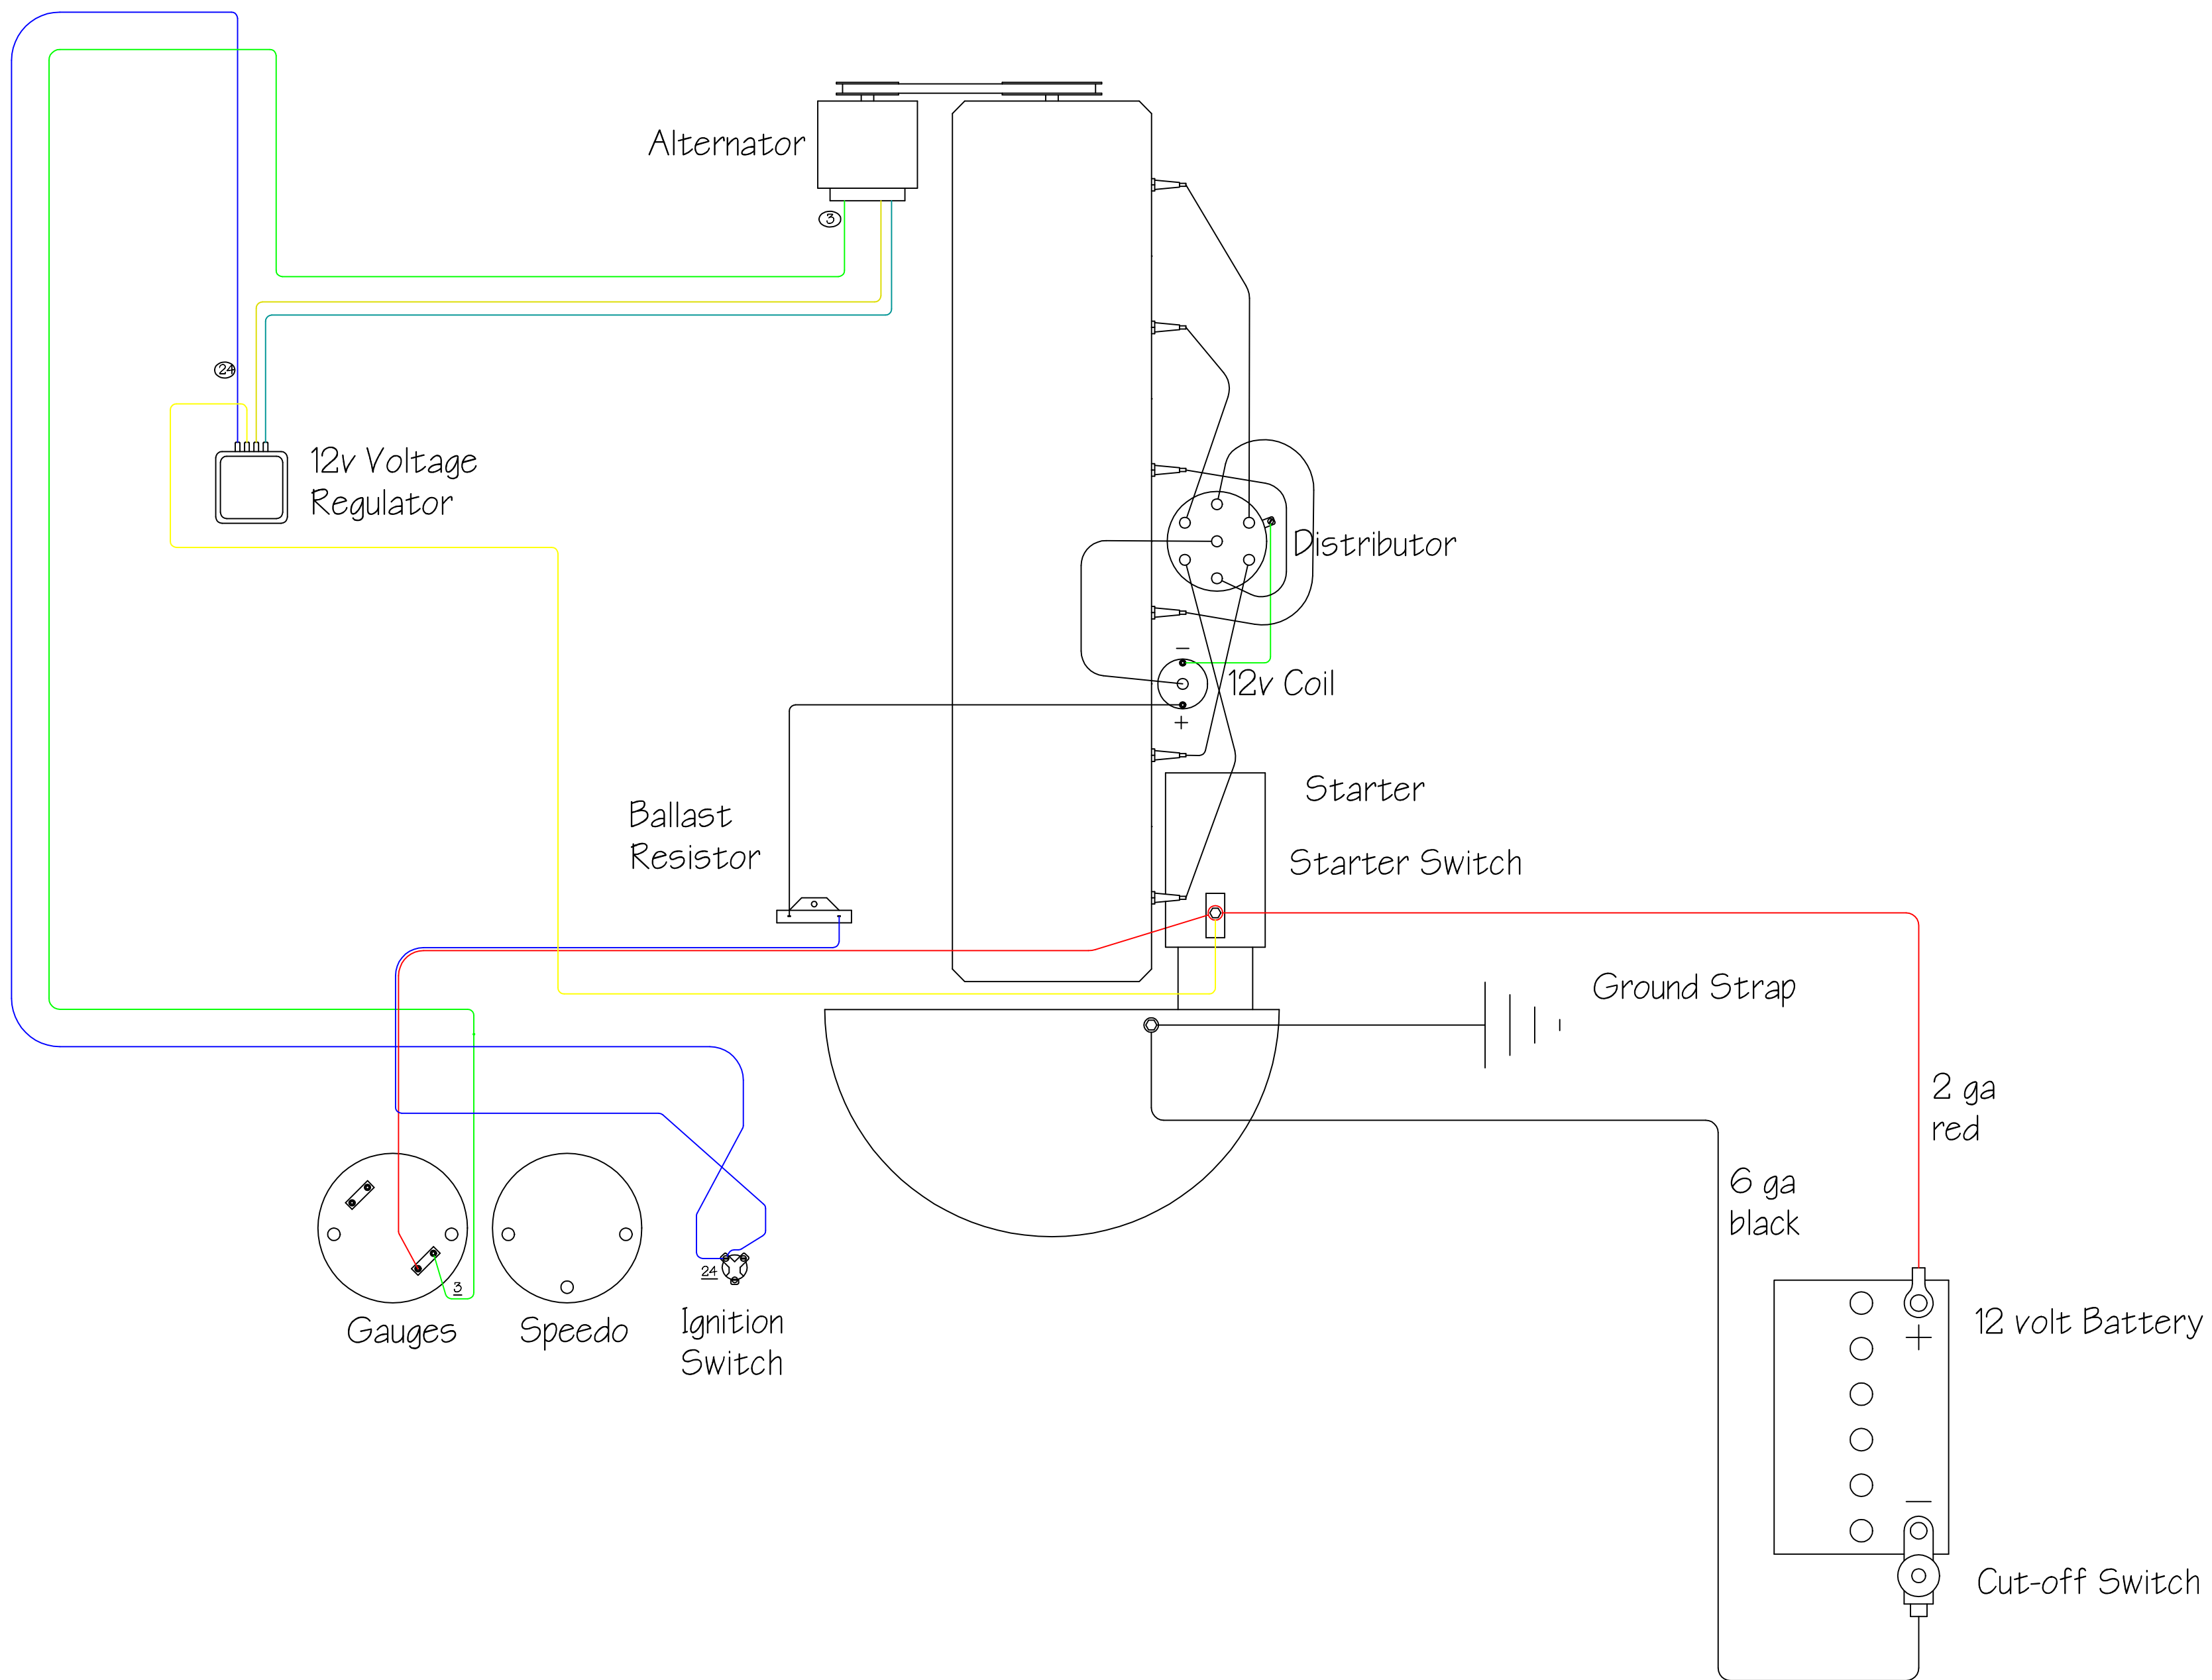 Alternator
3
24
12v Voltage
Regulator
Distributor
−
12v Coil
+
Starter
Ballast
Resistor
Starter Switch
Ground Strap
2 ga
red
6 ga
black
24
3
Gauges
Speedo
Ignition
Switch
12 volt Battery
+
−
Cut-off Switch